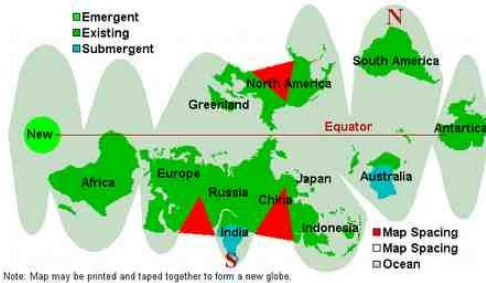 Emergent
Existing
Submergent
N
South America
North America
Greenland
New
Equator
Antartica
Africa
Europe
Russia
China
Japan
Australia
India
Indonesia
S
Map Spacing
Map Spacing
Ocean
Note: Map may be printed and taped together to form a new globe.